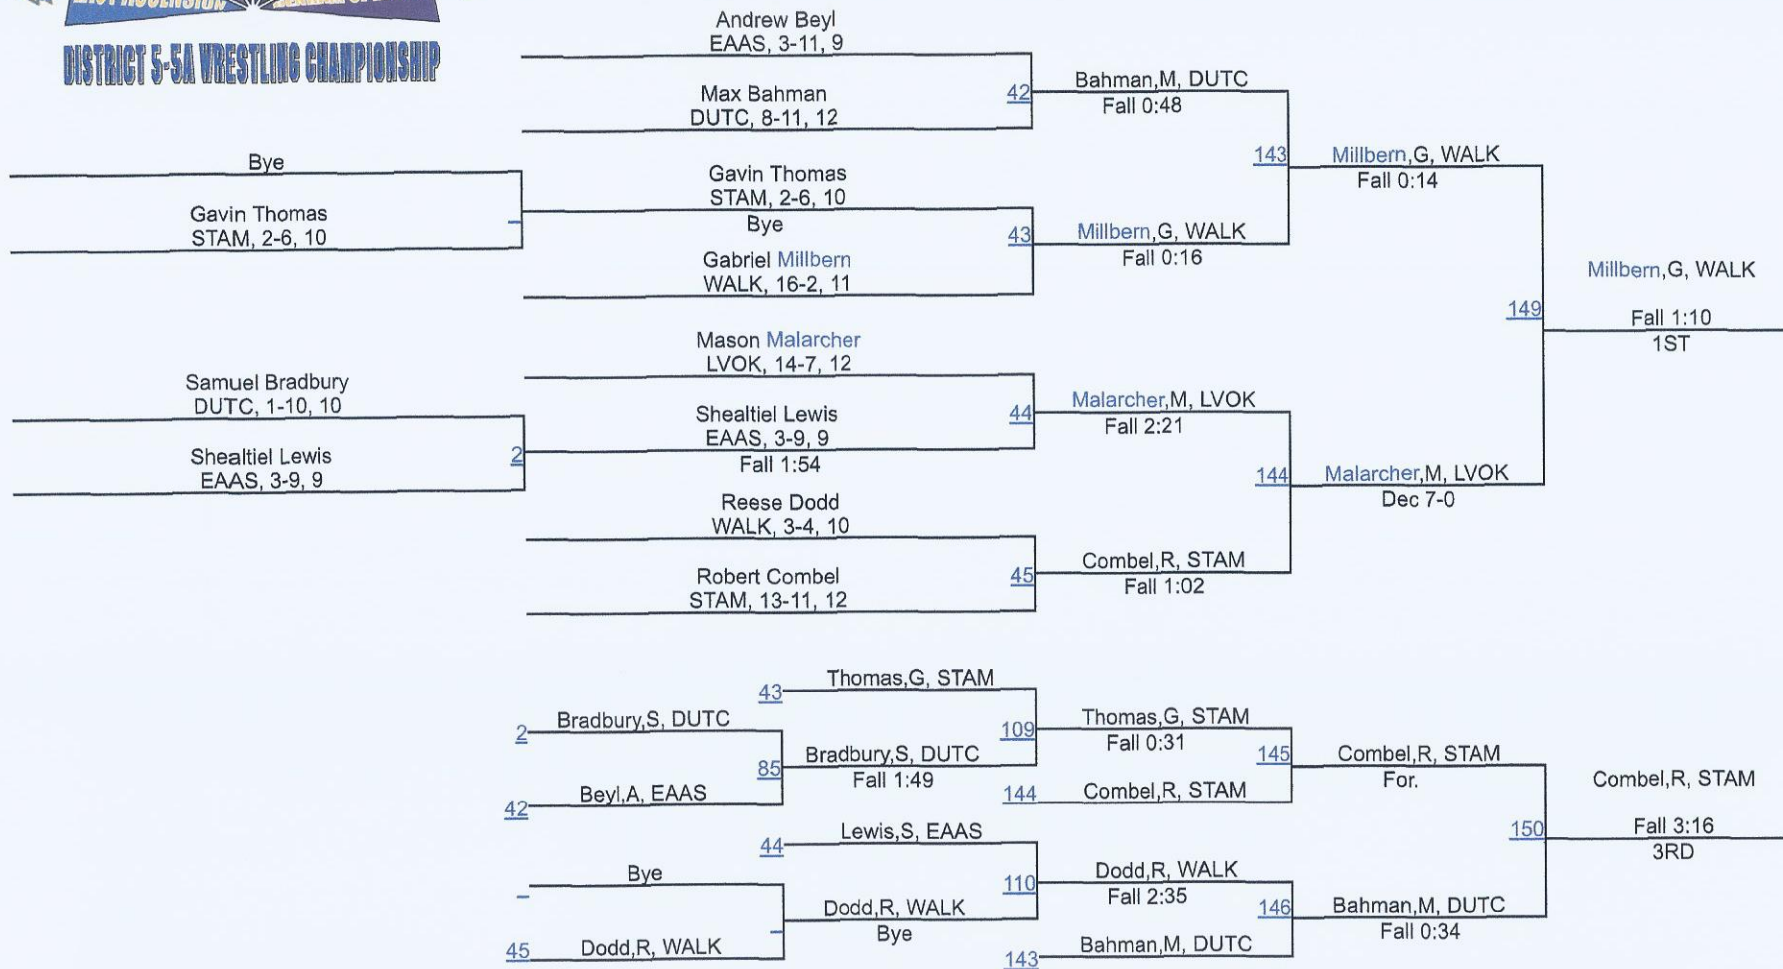 EAST ASCENSION
DISTRICT 5-5A WRESTLING CHAMPIONSHIP
Bye
Gavin Thomas
STAM, 2-6, 10
Samuel Bradbury
DUTC, 1-10, 10
2
Shealtiel Lewis
EAAS, 3-9, 9
Andrew Beyl
EAAS, 3-11, 9
42
Max Bahman
DUTC, 8-11, 12
Gavin Thomas
STAM, 2-6, 10
Bye
43
Gabriel Millbern
WALK, 16-2, 11
Mason Malarcher
LVOK, 14-7, 12
44
Shealtiel Lewis
EAAS, 3-9, 9
Fall 1:54
Reese Dodd
WALK, 3-4, 10
45
Robert Combel
STAM, 13-11, 12
Bahman,M, DUTC
Fall 0:48
143
Millbern,G, WALK
Fall 0:16
Malarcher,M, LVOK
Fall 2:21
144
Combel,R, STAM
Fall 1:02
Millbern,G, WALK
Fall 0:14
149
Malarcher,M, LVOK
Dec 7-0
Millbern,G, WALK
Fall 1:10
1ST
2
Bradbury,S, DUTC
85
42
Beyl,A, EAAS
Bye
45
Dodd,R, WALK
43
Thomas,G, STAM
109
Bradbury,S, DUTC
Fall 1:49
44
Lewis,S, EAAS
110
Dodd,R, WALK
Bye
Thomas,G, STAM
Fall 0:31
145
144
Combel,R, STAM
Dodd,R, WALK
Fall 2:35
146
143
Bahman,M, DUTC
Combel,R, STAM
For.
150
Bahman,M, DUTC
Fall 0:34
Combel,R, STAM
Fall 3:16
3RD